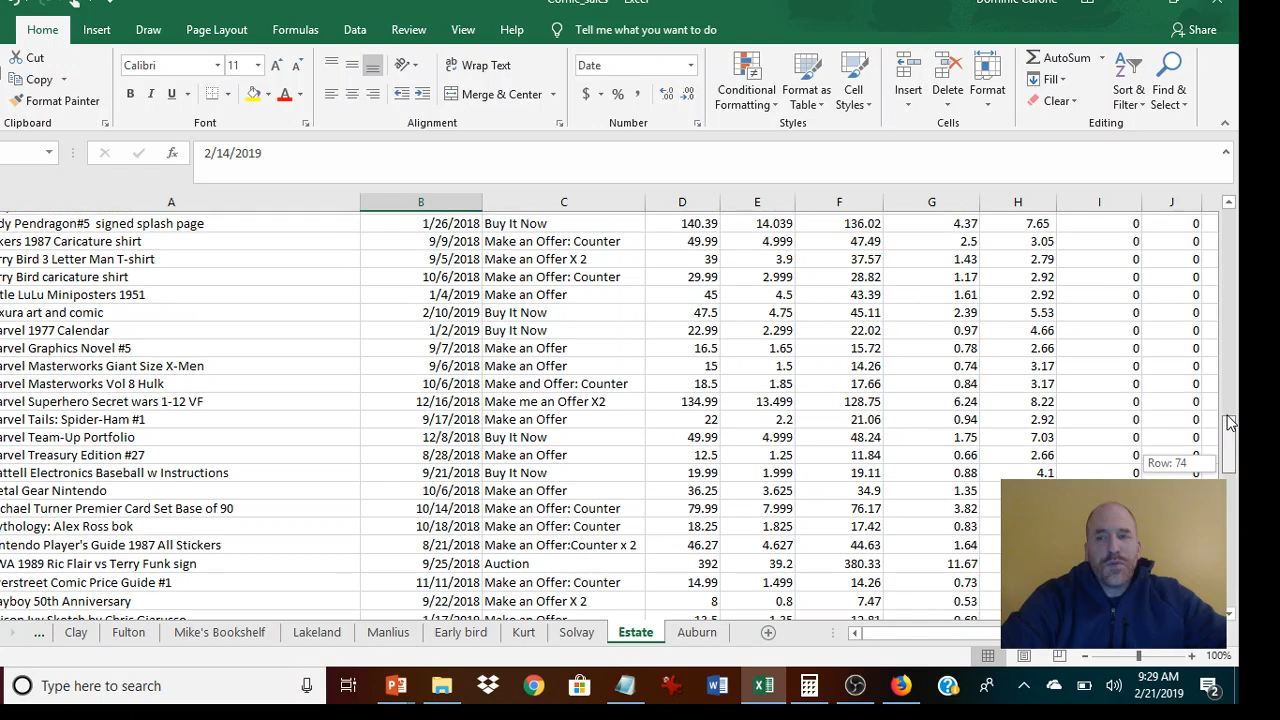 Comic_sales - Excel
Dominic Carone
Home Insert Draw Page Layout Formulas Data Review View Help Tell me what you want to do Share
Cut
Copy
Format Painter
Clipboard
Calibri 11
B I U
Font
Wrap Text
Merge & Center
Alignment
Date
$ % ,
Number
Conditional Formatting
Format as Table
Cell Styles
Styles
Insert Delete Format
Cells
AutoSum
Fill
Clear
Sort & Filter
Find & Select
Editing
fx 2/14/2019
A B C D E F G H I J
dy Pendragon#5 signed splash page 1/26/2018 Buy It Now 140.39 14.039 136.02 4.37 7.65 0 0
kers 1987 Caricature shirt 9/9/2018 Make an Offer: Counter 49.99 4.999 47.49 2.5 3.05 0 0
rry Bird 3 Letter Man T-shirt 9/5/2018 Make an Offer X 2 39 3.9 37.57 1.43 2.79 0 0
rry Bird caricature shirt 10/6/2018 Make an Offer: Counter 29.99 2.999 28.82 1.17 2.92 0 0
tle LuLu Miniposters 1951 1/4/2019 Make an Offer 45 4.5 43.39 1.61 2.92 0 0
xura art and comic 2/10/2019 Buy It Now 47.5 4.75 45.11 2.39 5.53 0 0
arvel 1977 Calendar 1/2/2019 Buy It Now 22.99 2.299 22.02 0.97 4.66 0 0
arvel Graphics Novel #5 9/7/2018 Make an Offer 16.5 1.65 15.72 0.78 2.66 0 0
arvel Masterworks Giant Size X-Men 9/6/2018 Make an Offer 15 1.5 14.26 0.74 3.17 0 0
arvel Masterworks Vol 8 Hulk 10/6/2018 Make and Offer: Counter 18.5 1.85 17.66 0.84 3.17 0 0
arvel Superhero Secret wars 1-12 VF 12/16/2018 Make me an Offer X2 134.99 13.499 128.75 6.24 8.22 0 0
arvel Tails: Spider-Ham #1 9/17/2018 Make an Offer 22 2.2 21.06 0.94 2.92 0 0
arvel Team-Up Portfolio 12/8/2018 Buy It Now 49.99 4.999 48.24 1.75 7.03 0 0
arvel Treasury Edition #27 8/28/2018 Make an Offer 12.5 1.25 11.84 0.66 2.66 0 0
attell Electronics Baseball w Instructions 9/21/2018 Buy It Now 19.99 1.999 19.11 0.88 4.1 0 0
Row: 74
etal Gear Nintendo 10/6/2018 Make an Offer 36.25 3.625 34.9 1.35
chael Turner Premier Card Set Base of 90 10/14/2018 Make an Offer: Counter 79.99 7.999 76.17 3.82
ythology: Alex Ross bok 10/18/2018 Make an Offer: Counter 18.25 1.825 17.42 0.83
ntendo Player's Guide 1987 All Stickers 8/21/2018 Make an Offer:Counter x 2 46.27 4.627 44.63 1.64
WA 1989 Ric Flair vs Terry Funk sign 9/25/2018 Auction 392 39.2 380.33 11.67
verstreet Comic Price Guide #1 11/11/2018 Make an Offer: Counter 14.99 1.499 14.26 0.73
ayboy 50th Anniversary 9/22/2018 Make an Offer X 2 8 0.8 7.47 0.53
... Clay Fulton Mike's Bookshelf Lakeland Manlius Early bird Kurt Solvay Estate Auburn
100%
Type here to search
9:29 AM
2/21/2019
2